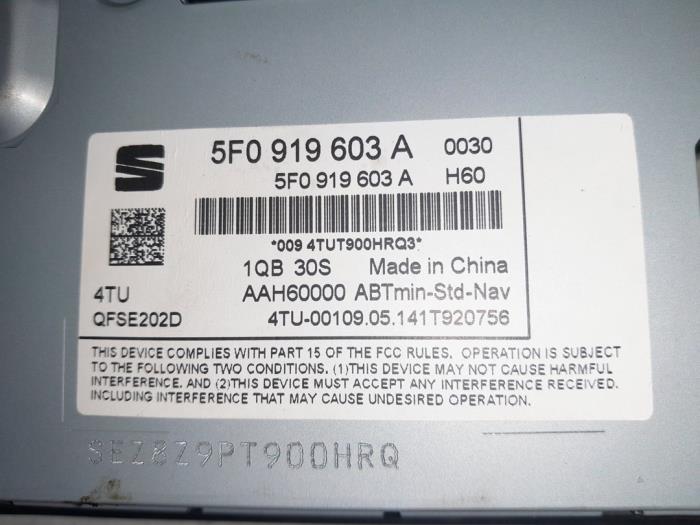 5F0 919 603 A 0030
5F0 919 603 A H60
*009 4TUT900HRQ3*
1QB 30S Made in China
4TU AAH60000 ABTmin-Std-Nav
QFSE202D 4TU-00109.05.141T920756
THIS DEVICE COMPLIES WITH PART 15 OF THE FCC RULES. OPERATION IS SUBJECT
TO THE FOLLOWING TWO CONDITIONS. (1)THIS DEVICE MAY NOT CAUSE HARMFUL
INTERFERENCE. AND (2)THIS DEVICE MUST ACCEPT ANY INTERFERENCE RECEIVED.
INCLUDING INTERFERENCE THAT MAY CAUSE UNDESIRED OPERATION.
SEZ8Z9PT900HRQ